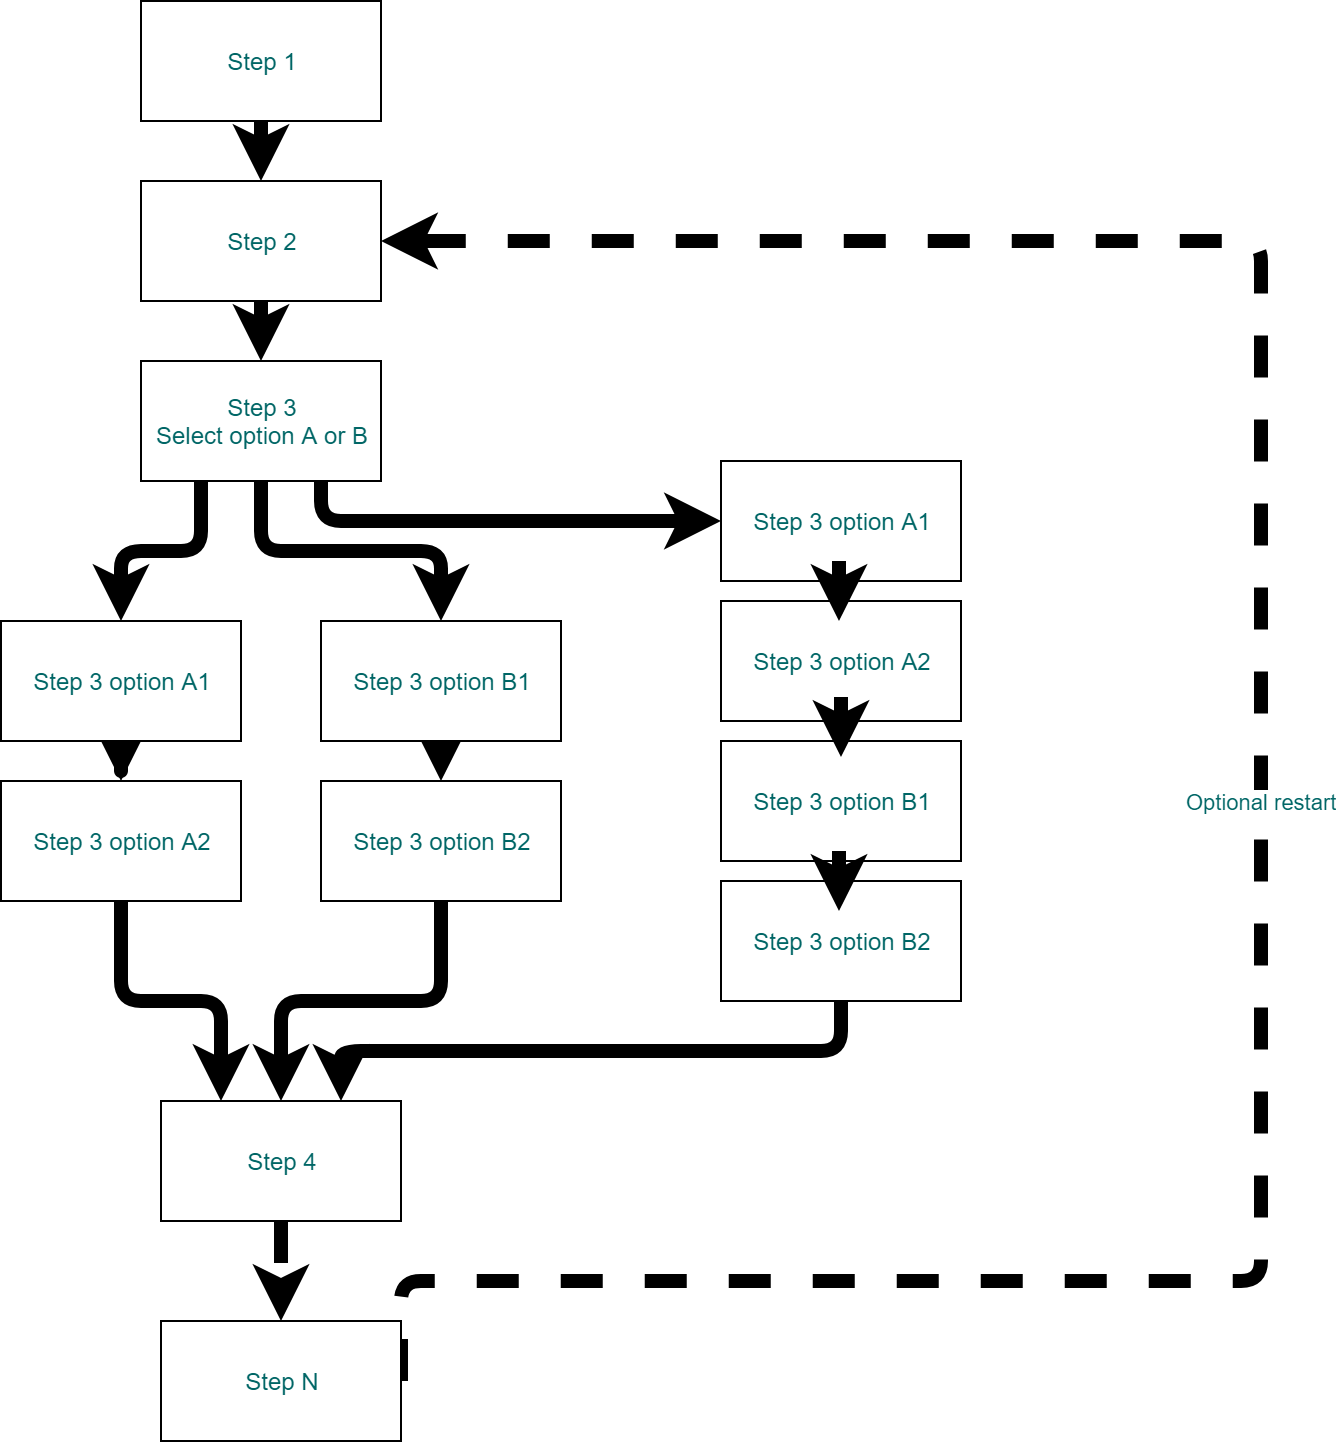 Step 1
Step 2
Step 3
Select option A or B
Step 3 option A1
Step 3 option B1
Step 3 option A2
Step 3 option B2
Step 3 option A1
Step 3 option A2
Step 3 option B1
Step 3 option B2
Optional restart
Step 4
Step N